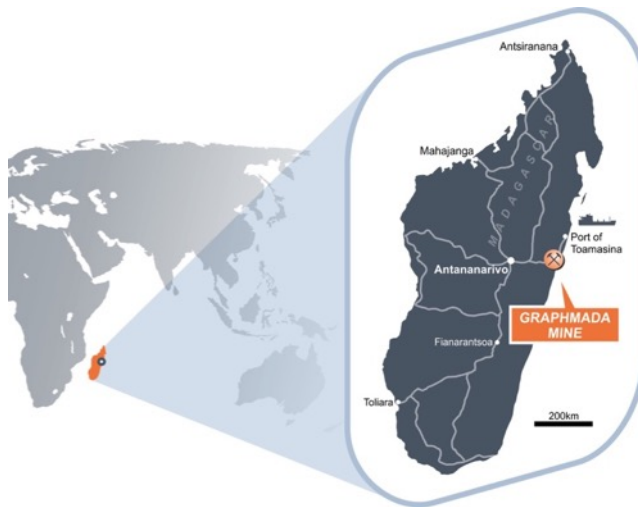 Antsiranana
Mahajanga
MADAGASCAR
Port of
Toamasina
Antananarivo
GRAPHMADA
MINE
Fianarantsoa
Toliara
200km